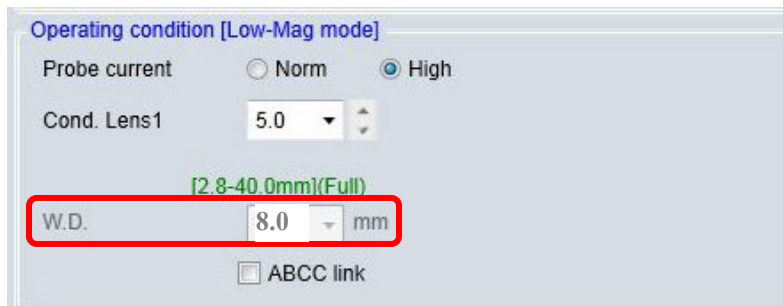 Operating condition [Low-Mag mode]
Probe current Norm High
Cond. Lens1 5.0
[2.8-40.0mm](Full)
W.D. 8.0 mm
ABCC link